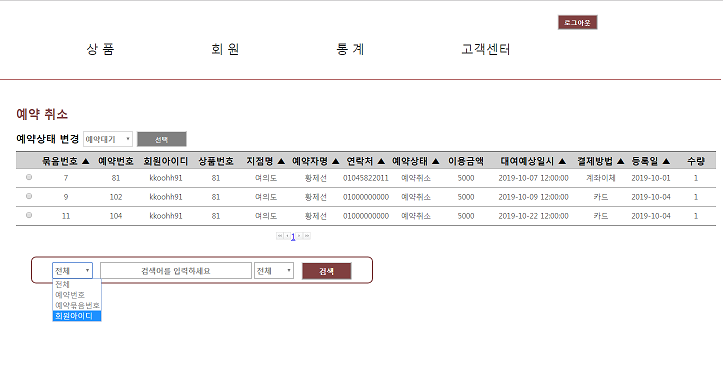 로그아웃
상 품 회 원 통 계 고객센터
예약 취소
예약상태 변경 예약대기 선택
묶음번호 ▲ 예약번호 회원아이디 상품번호 지점명 ▲ 예약자명 ▲ 연락처 ▲ 예약상태 ▲ 이용금액 대여예상일시 ▲ 결제방법 ▲ 등록일 ▲ 수량
7 81 kkoohh91 81 여의도 황제선 01045822011 예약취소 5000 2019-10-07 12:00:00 계좌이체 2019-10-01 1
9 102 kkoohh91 81 여의도 황제선 01000000000 예약취소 5000 2019-10-09 12:00:00 카드 2019-10-04 1
11 104 kkoohh91 81 여의도 황제선 01000000000 예약취소 5000 2019-10-22 12:00:00 카드 2019-10-04 1
1
전체 검색어를 입력하세요 전체 검색
전체
예약번호
예약묶음번호
회원아이디